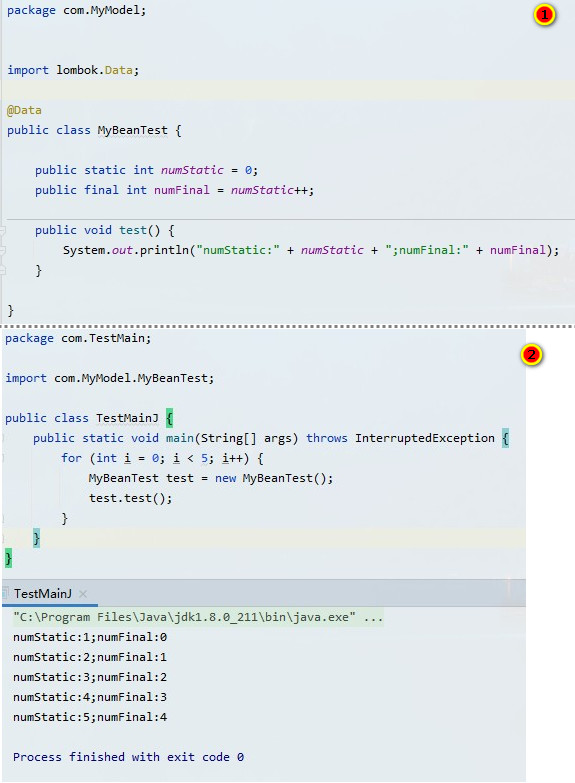 1
package com.MyModel;
import lombok.Data;
@Data
public class MyBeanTest {
public static int numStatic = 0;
public final int numFinal = numStatic++;
public void test() {
System.out.println("numStatic:" + numStatic + ";numFinal:" + numFinal);
}
}
2
package com.TestMain;
import com.MyModel.MyBeanTest;
public class TestMainJ {
public static void main(String[] args) throws InterruptedException {
for (int i = 0; i < 5; i++) {
MyBeanTest test = new MyBeanTest();
test.test();
}
}
}
TestMainJ ×
"C:\Program Files\Java\jdk1.8.0_211\bin\java.exe" ...
numStatic:1;numFinal:0
numStatic:2;numFinal:1
numStatic:3;numFinal:2
numStatic:4;numFinal:3
numStatic:5;numFinal:4
Process finished with exit code 0